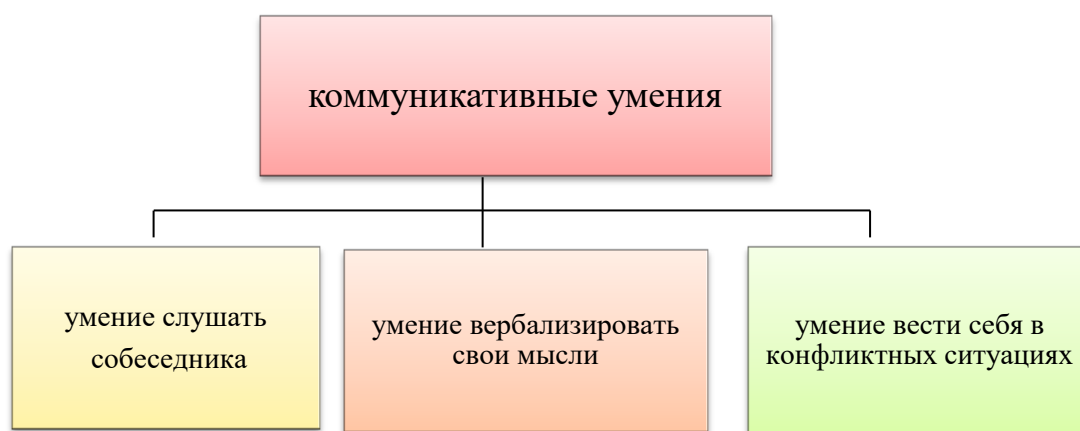 коммуникативные умения
умение слушать
собеседника
умение вербализировать
свои мысли
умение вести себя в
конфликтных ситуациях